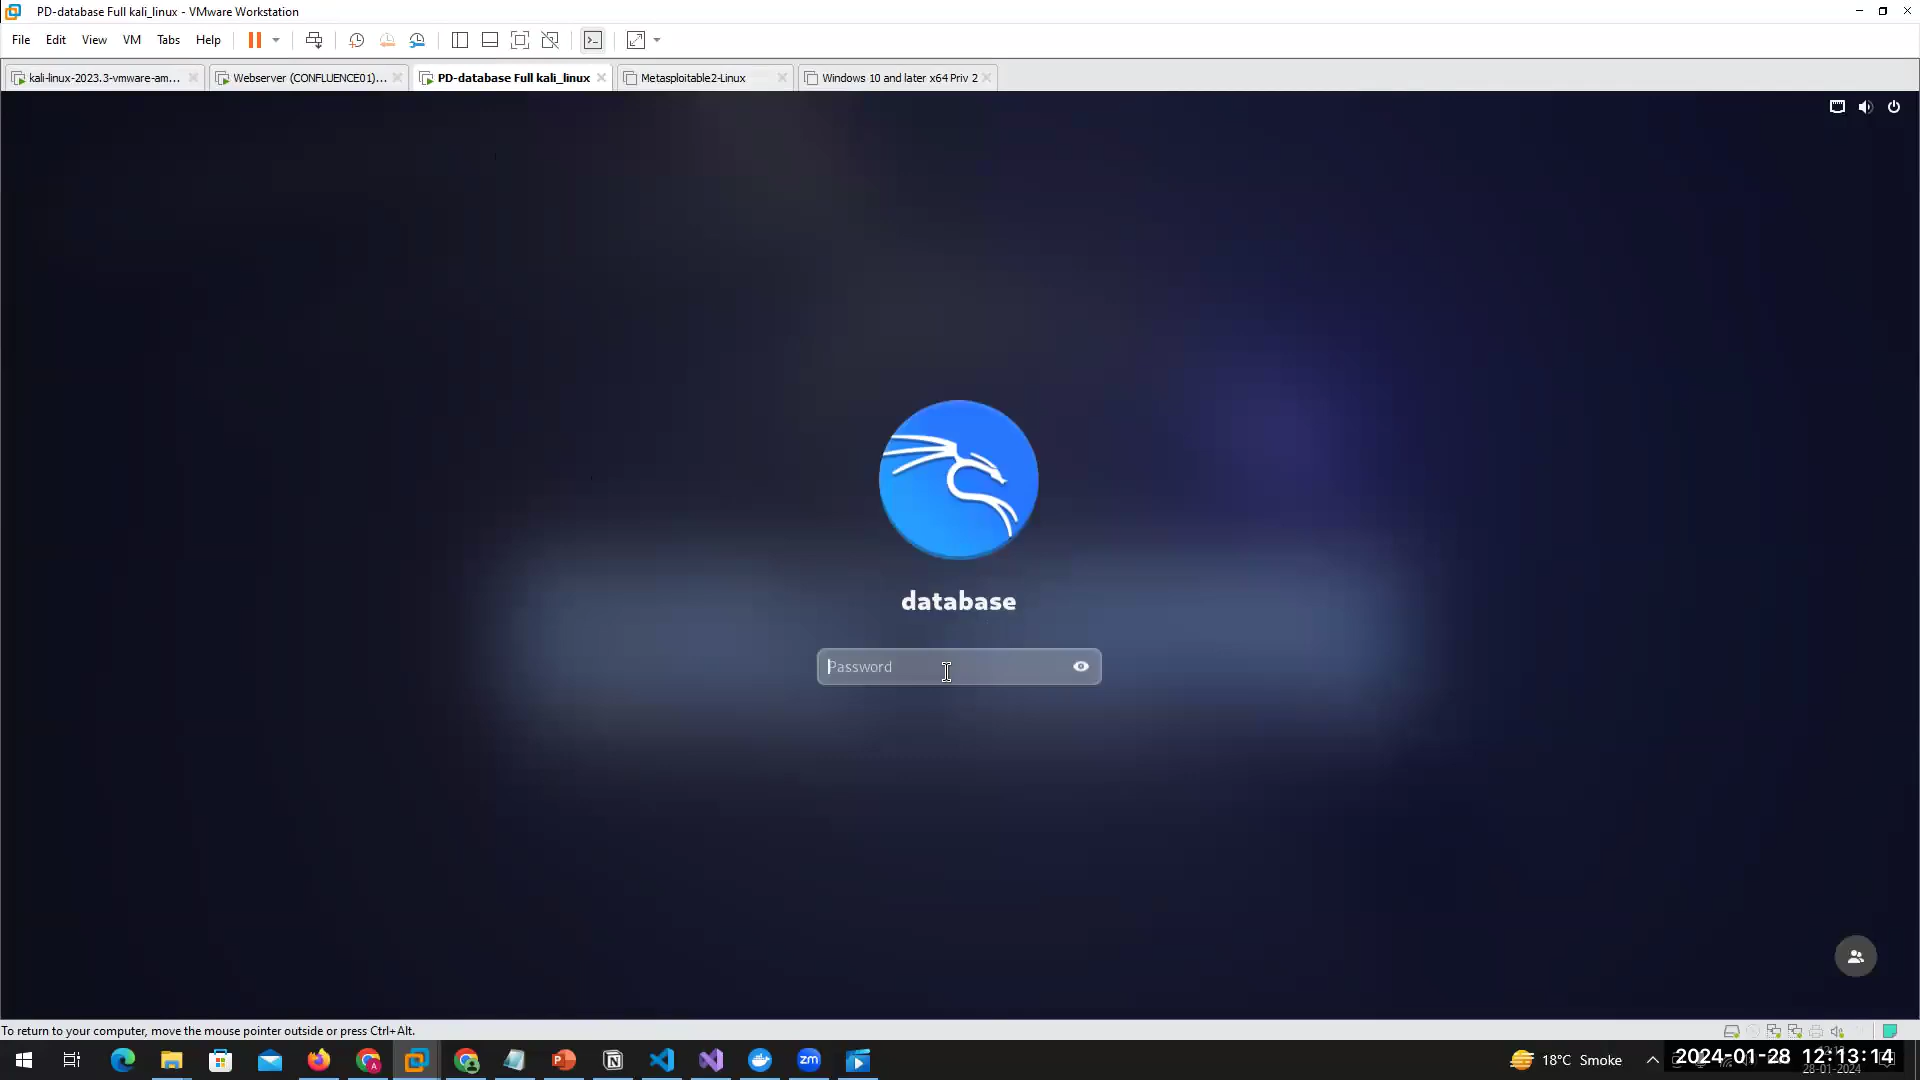 PD-database Full kali_linux - VMware Workstation
File Edit View VM Tabs Help
kali-linux-2023.3-vmware-am... Webserver (CONFLUENCE01)... PD-database Full kali_linux Metasploitable2-Linux Windows 10 and later x64 Priv 2
database
Password
To return to your computer, move the mouse pointer outside or press Ctrl+Alt.
18°C Smoke
2024-01-28 12:13:14
28-01-2024